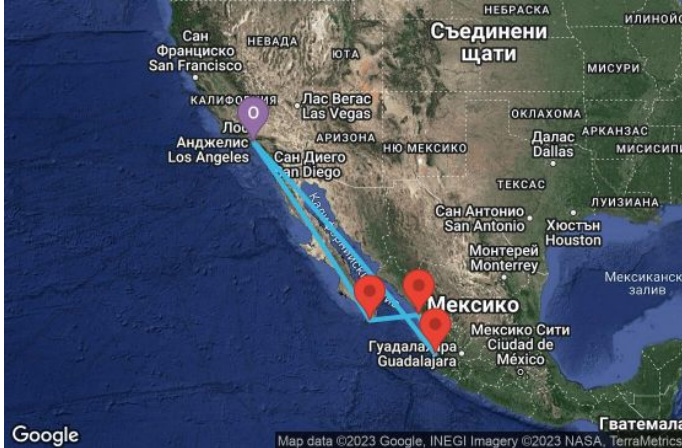 НЕБРАСКА
ИЛИНОЙС
Сан
Франциско
San Francisco
НЕВАДА
ЮТА
Съединени
щати
МИСУРИ
КАЛИФОРНИЯ
Лас Вегас
Las Vegas
O
Лос
Анджелис
Los Angeles
АРИЗОНА
НЮ МЕКСИКО
ОКЛАХОМА
АРКАНЗАС
Далас
Dallas
МИСИСИПИ
Сан Диего
San Diego
ТЕКСАС
ЛУИЗИАНА
Сан Антонио
San Antonio
Хюстън
Houston
Монтерей
Monterrey
Мексикански
залив
Мексико
Гуадалахара
Guadalajara
Мексико Сити
Ciudad de
México
Гватемала
Google
Map data ©2023 Google, INEGI Imagery ©2023 NASA, TerraMetrics